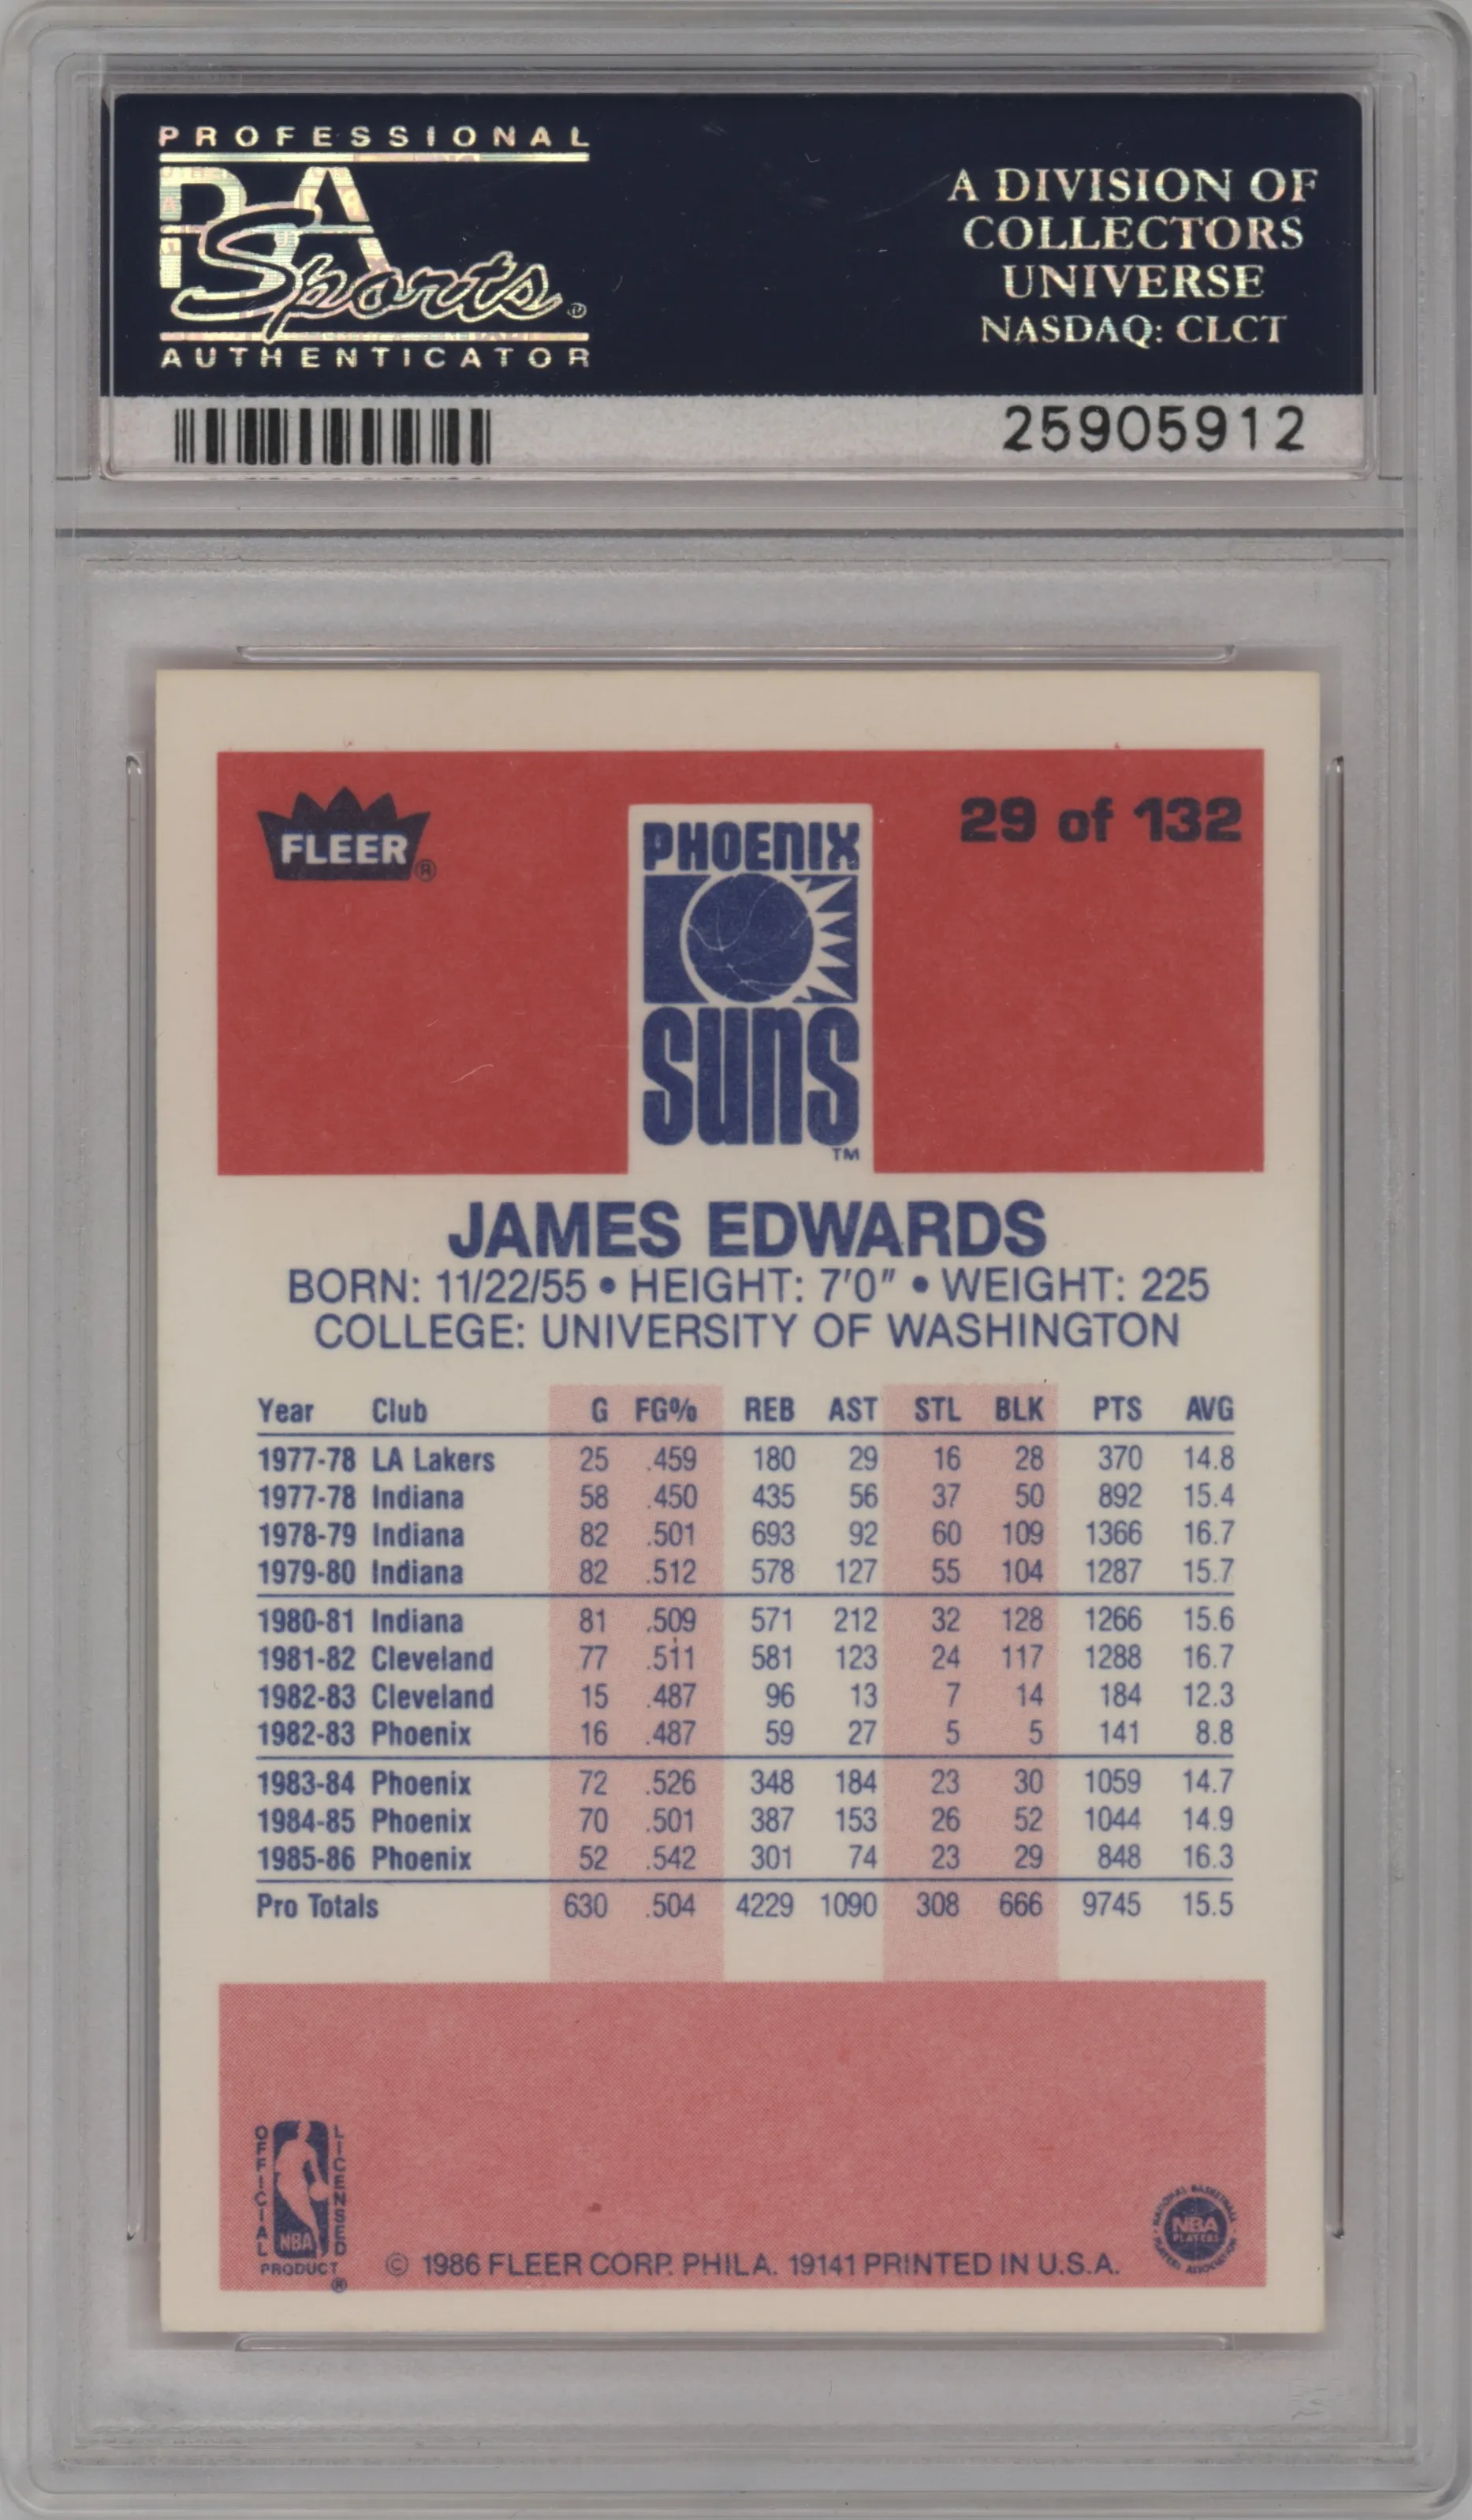 PROFESSIONAL
PSA
Sports®
AUTHENTICATOR
A DIVISION OF
COLLECTORS
UNIVERSE
NASDAQ: CLCT
25905912
FLEER®
PHOENIX
SUNS
TM
29 of 132
JAMES EDWARDS
BORN: 11/22/55 • HEIGHT: 7'0" • WEIGHT: 225
COLLEGE: UNIVERSITY OF WASHINGTON
Year Club G FG% REB AST STL BLK PTS AVG
1977-78 LA Lakers 25 .459 180 29 16 28 370 14.8
1977-78 Indiana 58 .450 435 56 37 50 892 15.4
1978-79 Indiana 82 .501 693 92 60 109 1366 16.7
1979-80 Indiana 82 .512 578 127 55 104 1287 15.7
1980-81 Indiana 81 .509 571 212 32 128 1266 15.6
1981-82 Cleveland 77 .511 581 123 24 117 1288 16.7
1982-83 Cleveland 15 .487 96 13 7 14 184 12.3
1982-83 Phoenix 16 .487 59 27 5 5 141 8.8
1983-84 Phoenix 72 .526 348 184 23 30 1059 14.7
1984-85 Phoenix 70 .501 387 153 26 52 1044 14.9
1985-86 Phoenix 52 .542 301 74 23 29 848 16.3
Pro Totals 630 .504 4229 1090 308 666 9745 15.5
OFFICIAL
LICENSED
NBA
PRODUCT
®
© 1986 FLEER CORP. PHILA. 19141 PRINTED IN U.S.A.
NATIONAL BASKETBALL
NBA
PLAYERS
PLAYERS ASSOCIATION